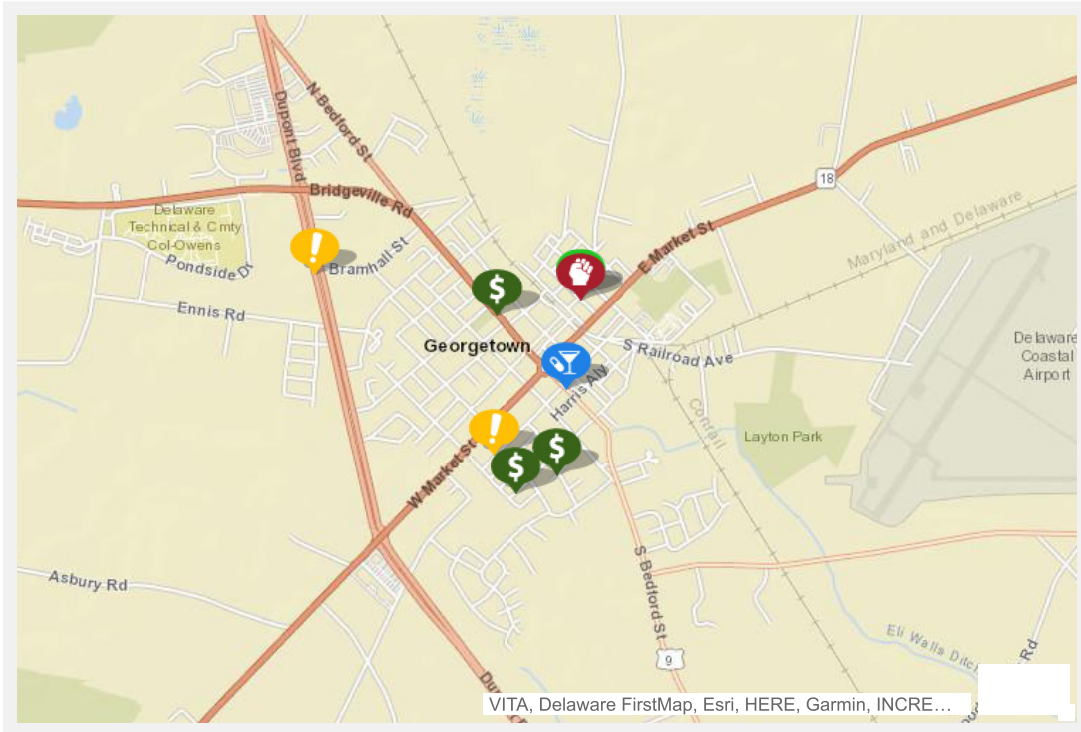 N Bedford St
Dupont Blvd
Bridgeville Rd
18
Delaware
Technical & Cmty
Col-Owens
Pondside Dr
Bramhall St
E Market St
Maryland and Delaware
Ennis Rd
$
!
Georgetown
S Railroad Ave
Delaware
Coastal
Airport
Harris Aly
Conrail
Layton Park
!
$
$
W Market St
S Bedford St
Asbury Rd
Eli Walls Ditch
9
Rd
VITA, Delaware FirstMap, Esri, HERE, Garmin, INCRE…